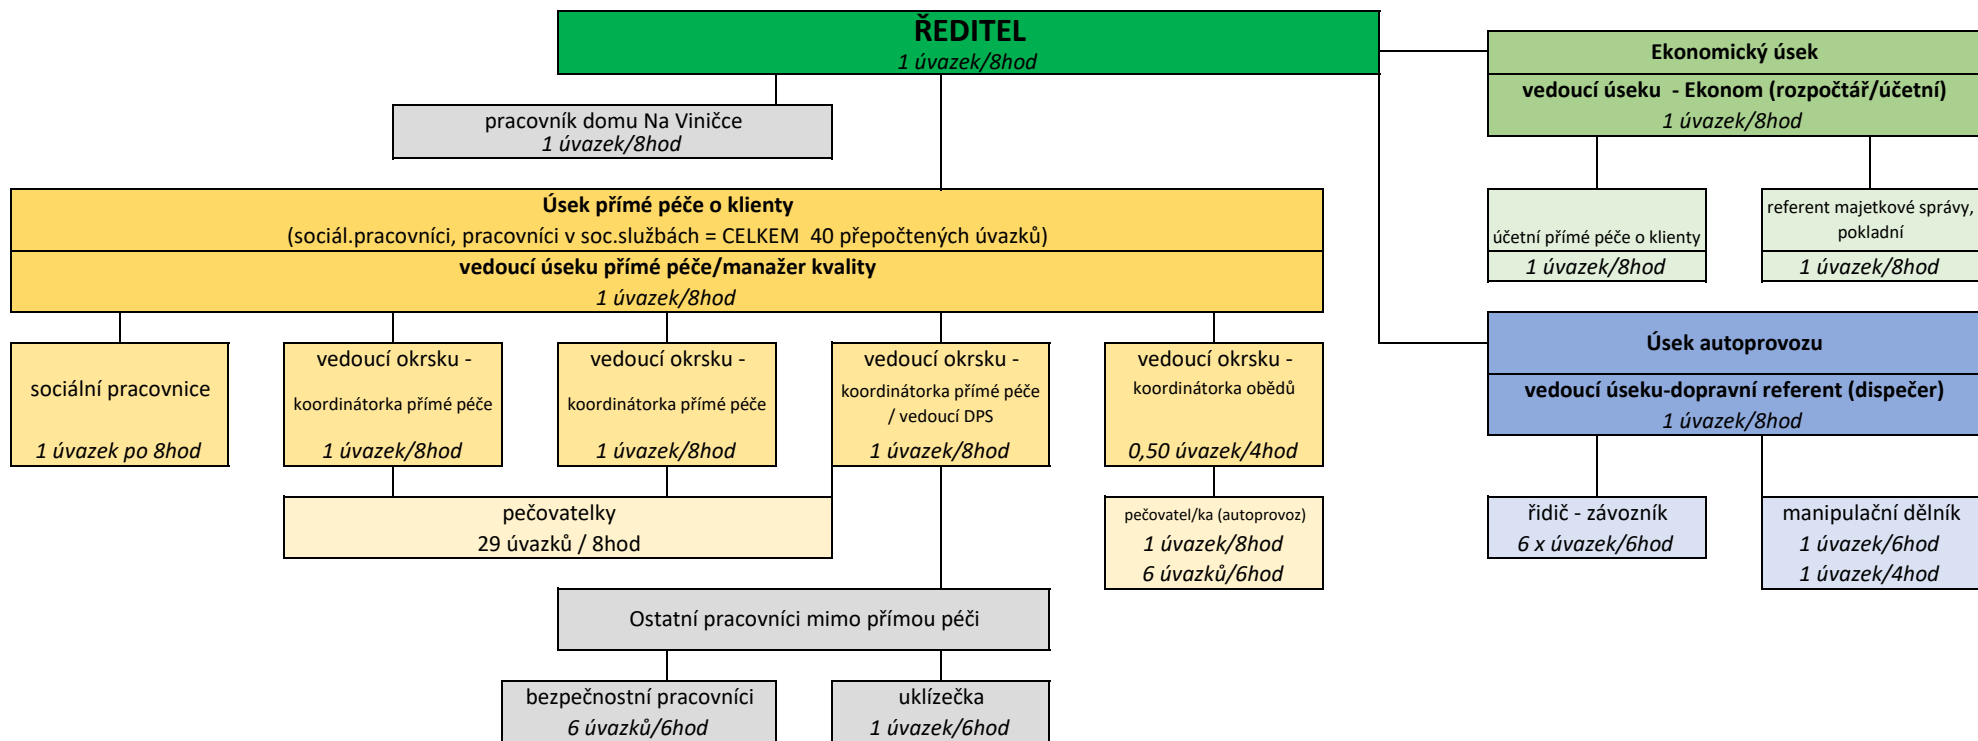 ŘEDITEL
1 úvazek/8hod
pracovník domu Na Viničce
1 úvazek/8hod
Ekonomický úsek
vedoucí úseku  - Ekonom (rozpočtář/účetní)
1 úvazek/8hod
účetní přímé péče o klienty
1 úvazek/8hod
referent majetkové správy,
pokladní
1 úvazek/8hod
Úsek přímé péče o klienty
(sociál.pracovníci, pracovníci v soc.službách = CELKEM  40 přepočtených úvazků)
vedoucí úseku přímé péče/manažer kvality
1 úvazek/8hod
sociální pracovnice
1 úvazek po 8hod
vedoucí okrsku -
koordinátorka přímé péče
1 úvazek/8hod
vedoucí okrsku -
koordinátorka přímé péče
1 úvazek/8hod
vedoucí okrsku -
koordinátorka přímé péče
/ vedoucí DPS
1 úvazek/8hod
vedoucí okrsku -
koordinátorka obědů
0,50 úvazek/4hod
Úsek autoprovozu
vedoucí úseku-dopravní referent (dispečer)
1 úvazek/8hod
pečovatelky
29 úvazků / 8hod
pečovatel/ka (autoprovoz)
1 úvazek/8hod
6 úvazků/6hod
řidič - závozník
6 x úvazek/6hod
manipulační dělník
1 úvazek/6hod
1 úvazek/4hod
Ostatní pracovníci mimo přímou péči
bezpečnostní pracovníci
6 úvazků/6hod
uklízečka
1 úvazek/6hod